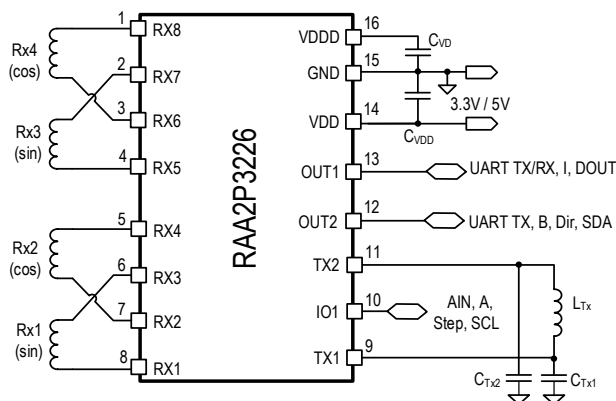 1 RX8
2 RX7
3 RX6
4 RX5
5 RX4
6 RX3
7 RX2
8 RX1
Rx4
(cos)
Rx3
(sin)
Rx2
(cos)
Rx1
(sin)
RAA2P3226
VDDD 16
GND 15
VDD 14
OUT1 13
OUT2 12
TX2 11
IO1 10
TX1 9
CVD
3.3V / 5V
CVDD
UART TX/RX, I, DOUT
UART TX, B, Dir, SDA
AIN, A,
Step, SCL
LTx
CTx2
CTx1